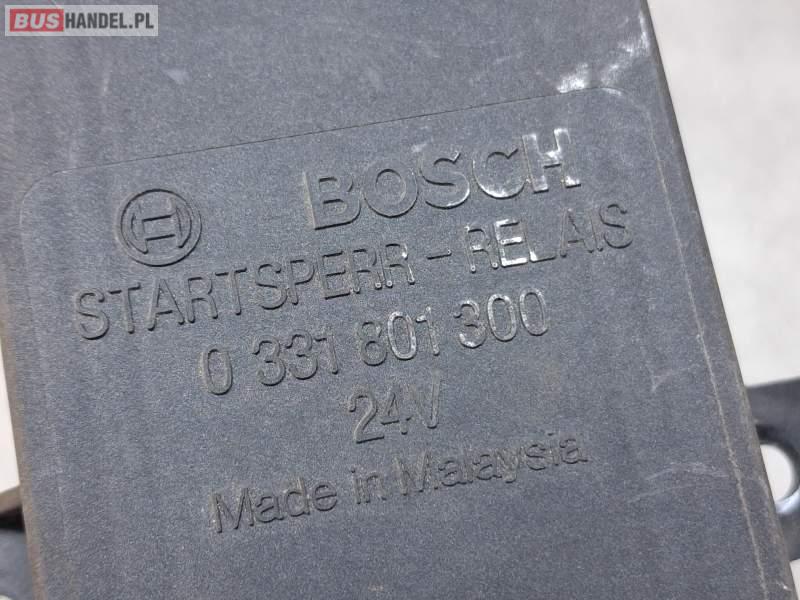 BUSHANDEL.PL
BOSCH
STARTSPERR-RELAIS
0 331 801 300
24V
Made in Malaysia